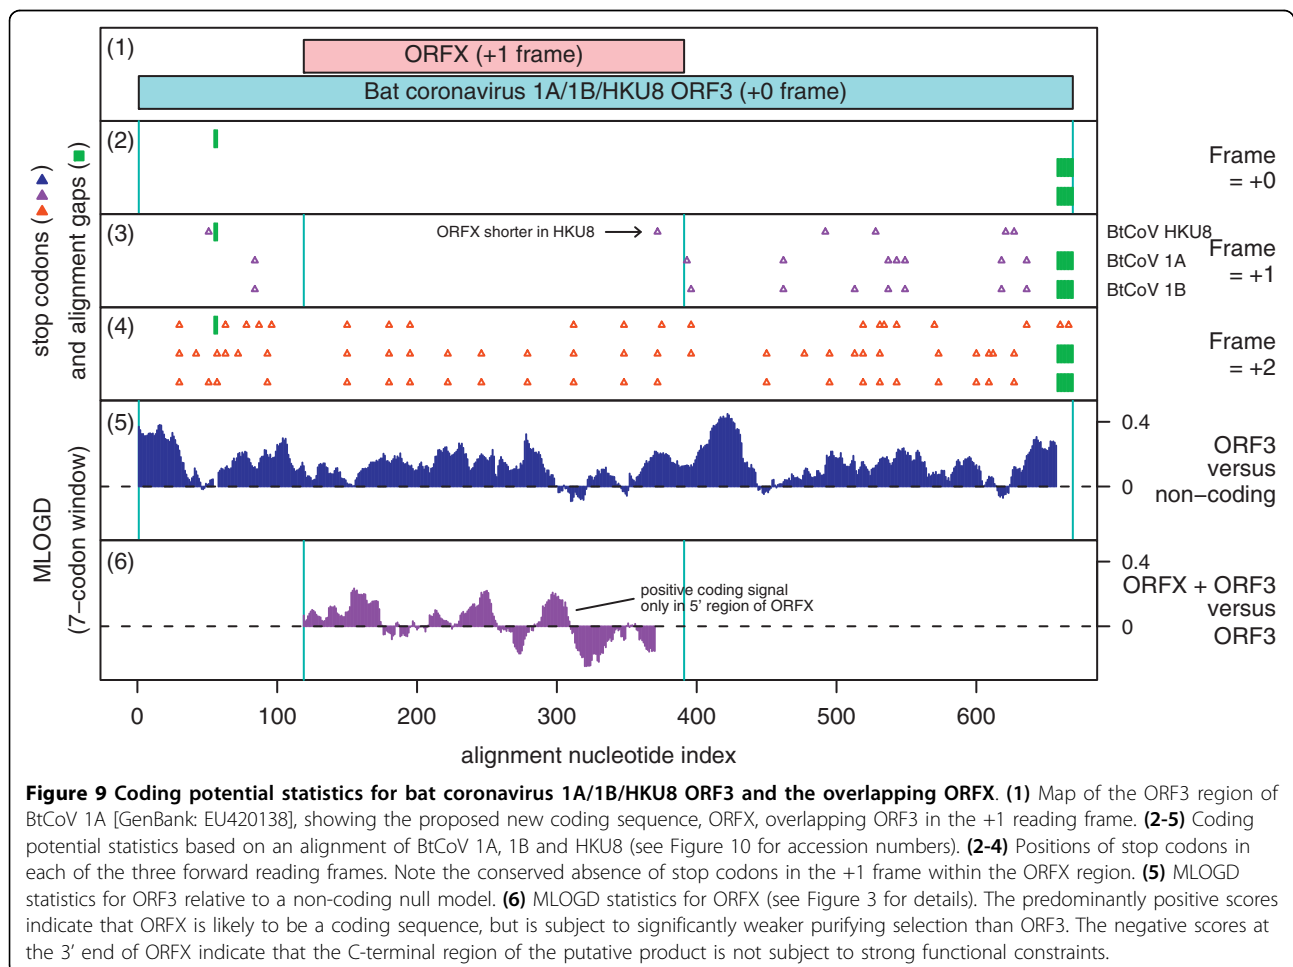 (1)
ORFX (+1 frame)
Bat coronavirus 1A/1B/HKU8 ORF3 (+0 frame)
stop codons (▲▲▲)
and alignment gaps (■)
(2)
Frame
= +0
(3)
ORFX shorter in HKU8
BtCoV HKU8
BtCoV 1A
BtCoV 1B
Frame
= +1
(4)
Frame
= +2
MLOGD
(7−codon window)
(5)
0.4
0
ORF3
versus
non−coding
(6)
positive coding signal
only in 5' region of ORFX
0.4
0
ORFX + ORF3
versus
ORF3
0 100 200 300 400 500 600
alignment nucleotide index
Figure 9 Coding potential statistics for bat coronavirus 1A/1B/HKU8 ORF3 and the overlapping ORFX. (1) Map of the ORF3 region of
BtCoV 1A [GenBank: EU420138], showing the proposed new coding sequence, ORFX, overlapping ORF3 in the +1 reading frame. (2-5) Coding
potential statistics based on an alignment of BtCoV 1A, 1B and HKU8 (see Figure 10 for accession numbers). (2-4) Positions of stop codons in
each of the three forward reading frames. Note the conserved absence of stop codons in the +1 frame within the ORFX region. (5) MLOGD
statistics for ORF3 relative to a non-coding null model. (6) MLOGD statistics for ORFX (see Figure 3 for details). The predominantly positive scores
indicate that ORFX is likely to be a coding sequence, but is subject to significantly weaker purifying selection than ORF3. The negative scores at
the 3' end of ORFX indicate that the C-terminal region of the putative product is not subject to strong functional constraints.